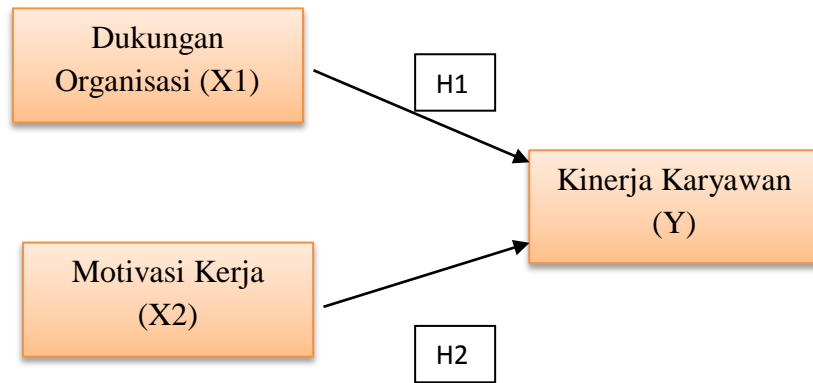 Dukungan
Organisasi (X1)
H1
Kinerja Karyawan
(Y)
Motivasi Kerja
(X2)
H2